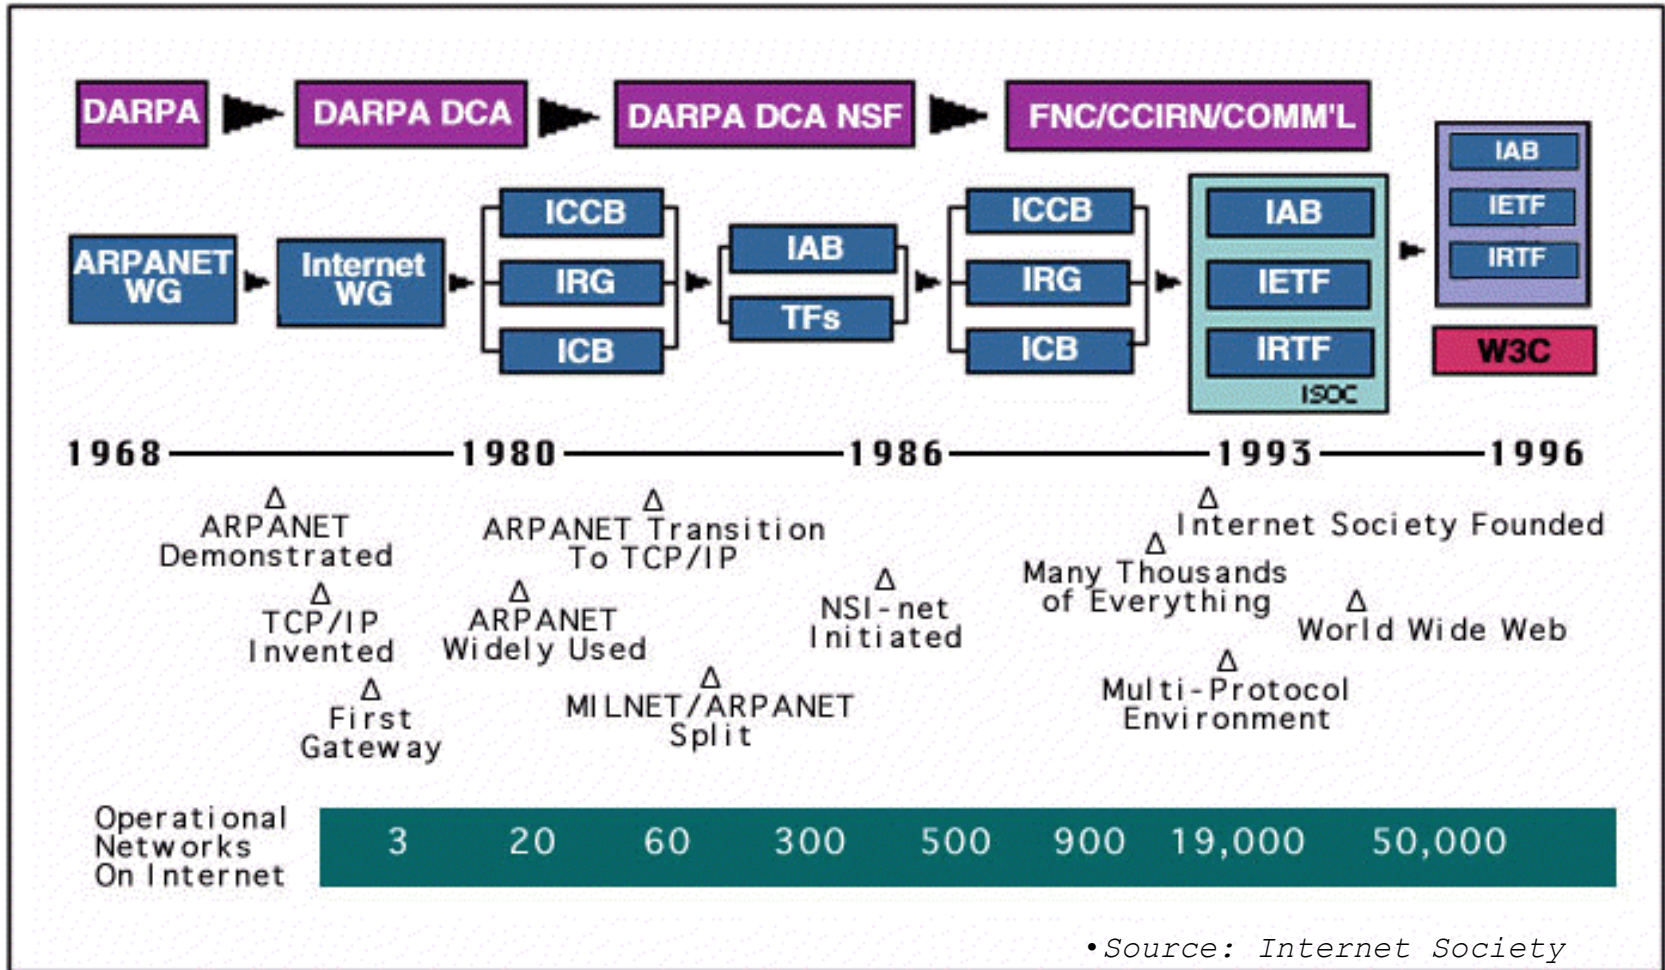 DARPA
DARPA DCA
DARPA DCA NSF
FNC/CCIRN/COMM'L
ARPANET
WG
Internet
WG
ICCB
IRG
ICB
IAB
TFs
ICCB
IRG
ICB
IAB
IETF
IRTF
ISOC
IAB
IETF
IRTF
W3C
1968
1980
1986
1993
1996
Δ
ARPANET
Demonstrated
Δ
TCP/IP
Invented
Δ
First
Gateway
Δ
ARPANET Transition
To TCP/IP
Δ
ARPANET
Widely Used
Δ
MILNET/ARPANET
Split
Δ
NSI-net
Initiated
Δ
Internet Society Founded
Δ
Many Thousands
of Everything
Δ
World Wide Web
Δ
Multi-Protocol
Environment
Operational
Networks
On Internet
3 20 60 300 500 900 19,000 50,000
•Source: Internet Society